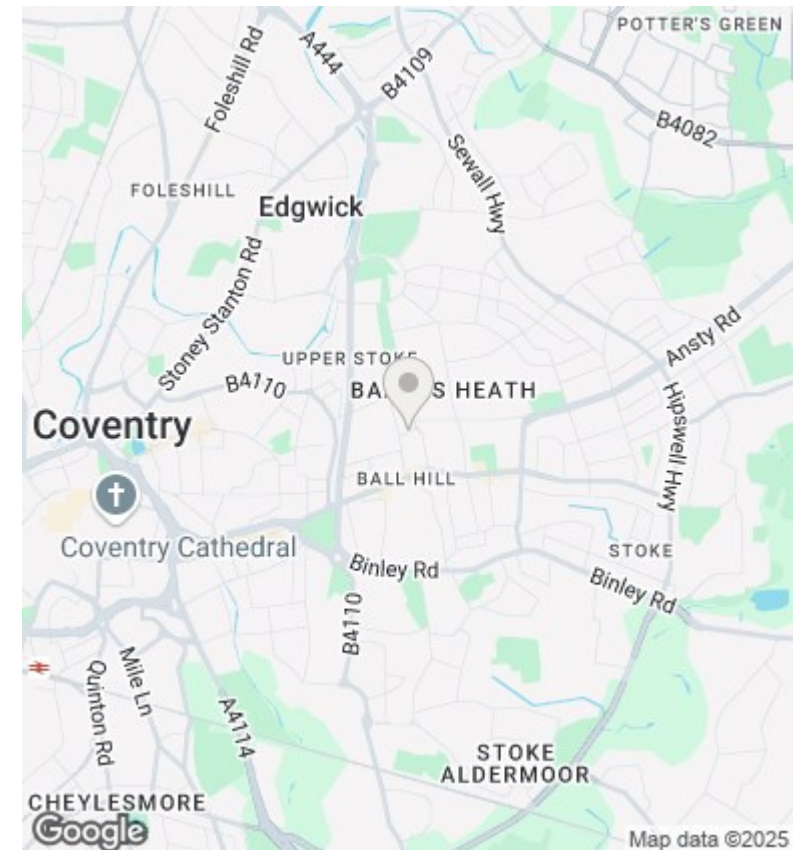 POTTER'S GREEN
Foleshill Rd
A444
B4109
B4082
Sewall Hwy
FOLESHILL
Edgwick
Stoney Stanton Rd
Ansty Rd
UPPER STOKE
B4110
HEATH
Coventry
Hipswell Hwy
BALL HILL
Coventry Cathedral
STOKE
Binley Rd
Binley Rd
B4110
Mile Ln
Quinton Rd
A4114
STOKE
ALDERMOOR
CHEYLESMORE
Google
Map data ©2025